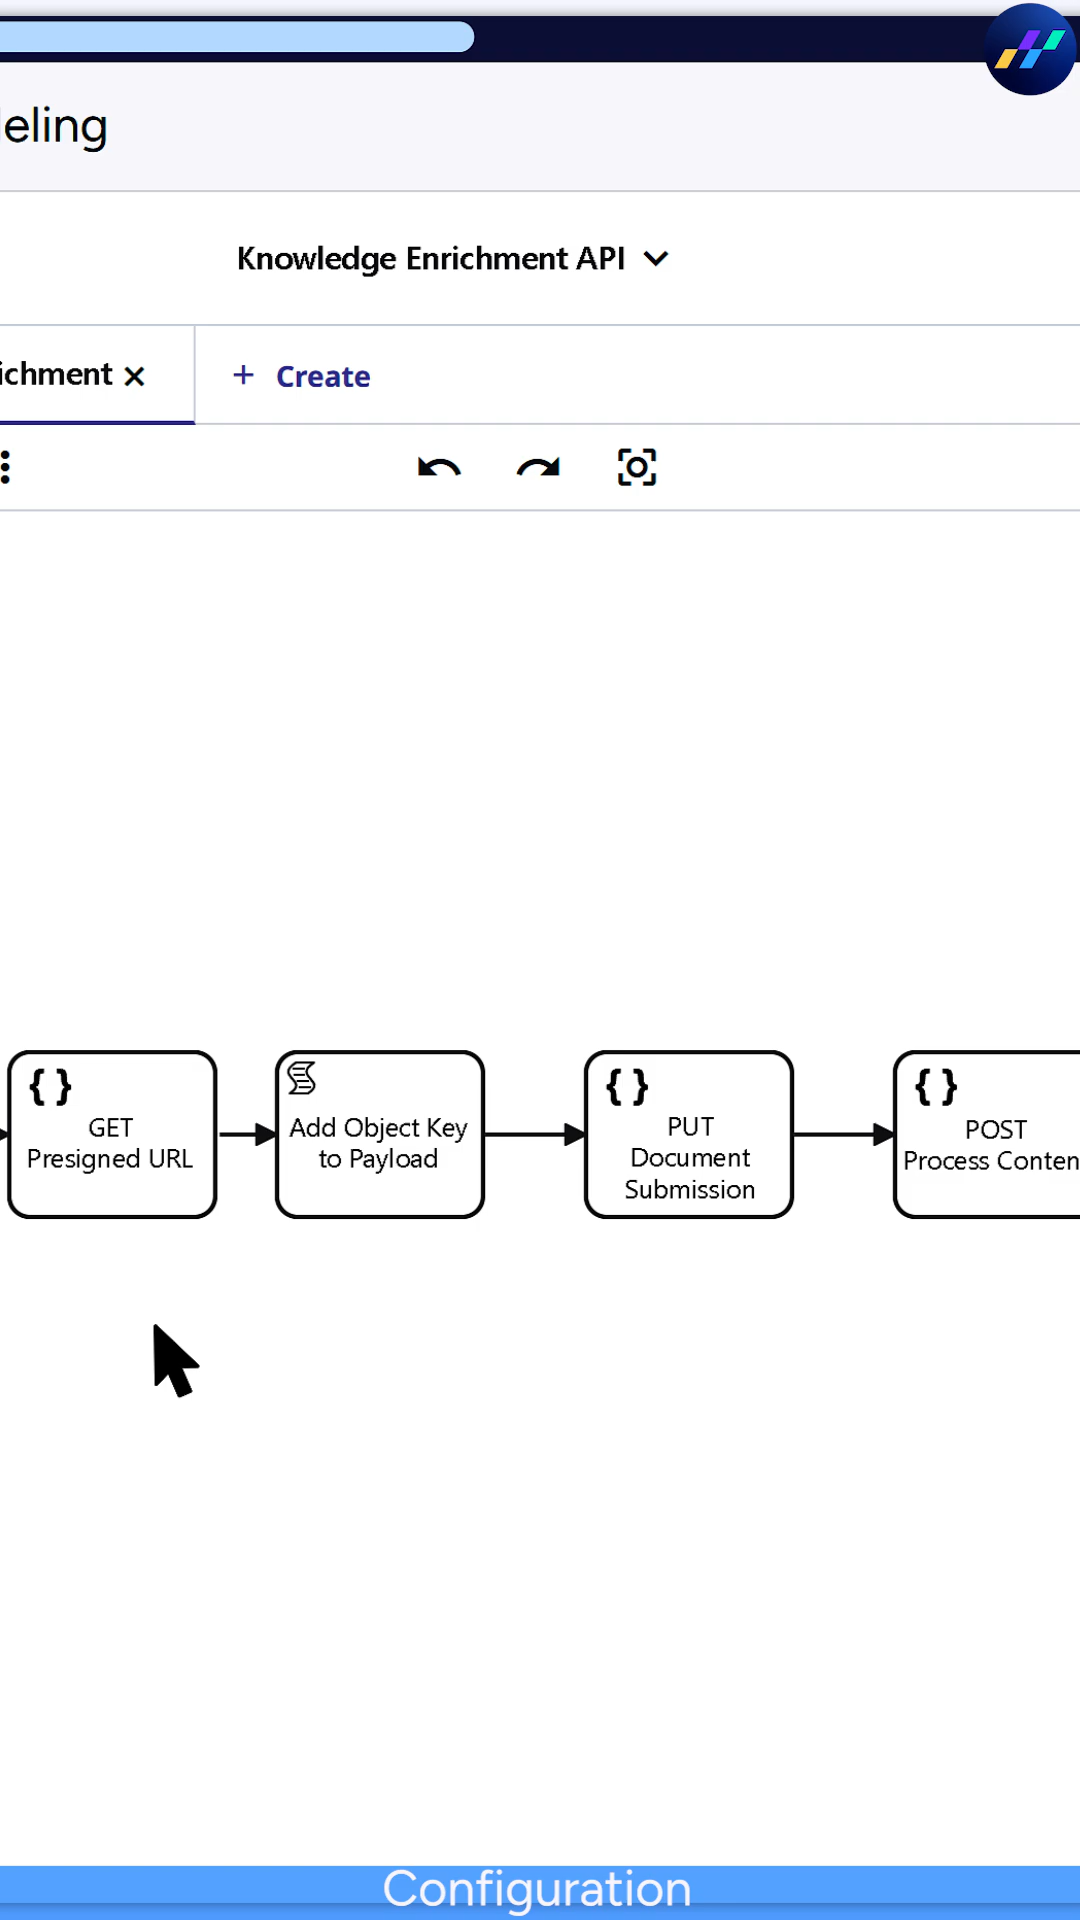 eling
Knowledge Enrichment API
ichment ×
+ Create
{ }
GET
Presigned URL
Add Object Key
to Payload
{ }
PUT
Document
Submission
{ }
POST
Process Conten
Configuration